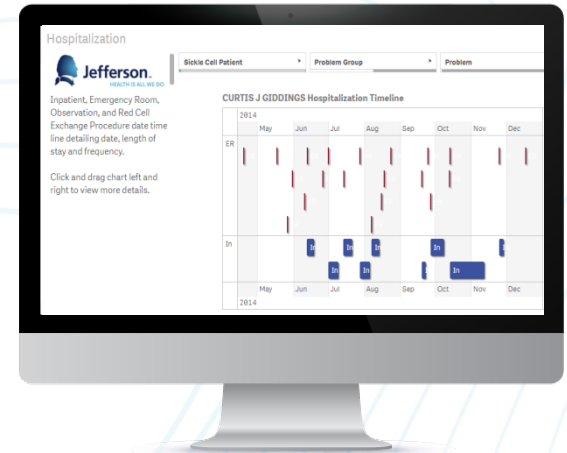 Hospitalization
Jefferson.
HEALTH IS ALL WE DO
Inpatient, Emergency Room,
Observation, and Red Cell
Exchange Procedure date time
line detailing date, length of
stay and frequency.
Click and drag chart left and
right to view more details.
Sickle Cell Patient
Problem Group
Problem
CURTIS J GIDDINGS Hospitalization Timeline
2014
May Jun Jul Aug Sep Oct Nov Dec
ER
In
In In In In
In In In
May Jun Jul Aug Sep Oct Nov Dec
2014